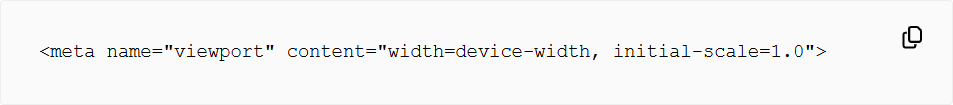 <meta name="viewport" content="width=device-width, initial-scale=1.0">